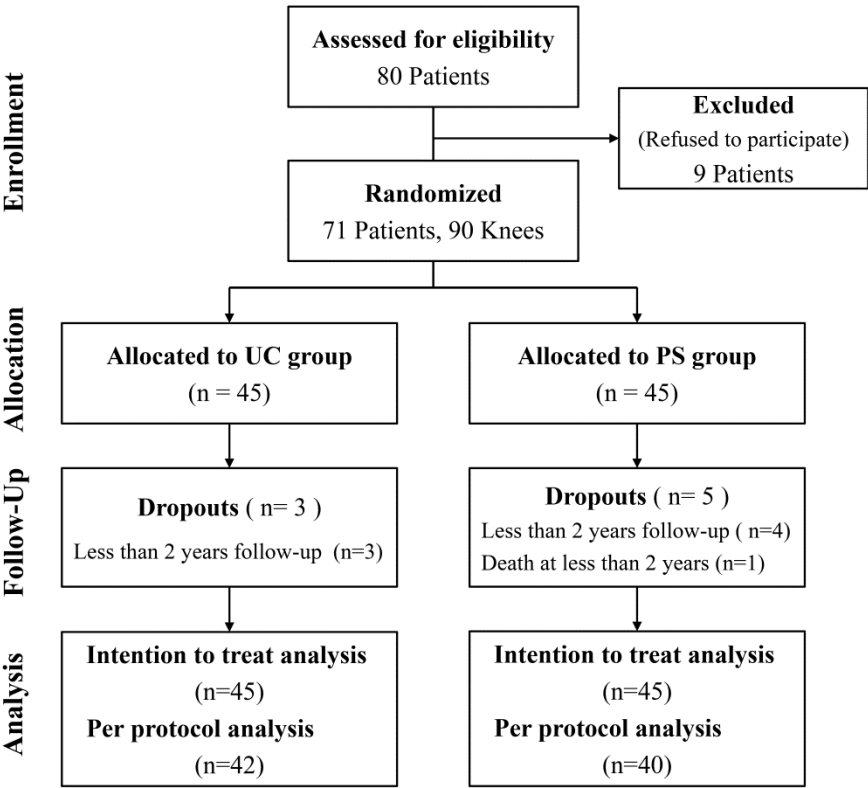 Enrollment
Assessed for eligibility
80 Patients
Excluded
(Refused to participate)
9 Patients
Randomized
71 Patients, 90 Knees
Allocation
Allocated to UC group
(n = 45)
Allocated to PS group
(n = 45)
Follow-Up
Dropouts ( n= 3 )
Less than 2 years follow-up (n=3)
Dropouts ( n= 5 )
Less than 2 years follow-up ( n=4)
Death at less than 2 years (n=1)
Analysis
Intention to treat analysis
(n=45)
Per protocol analysis
(n=42)
Intention to treat analysis
(n=45)
Per protocol analysis
(n=40)